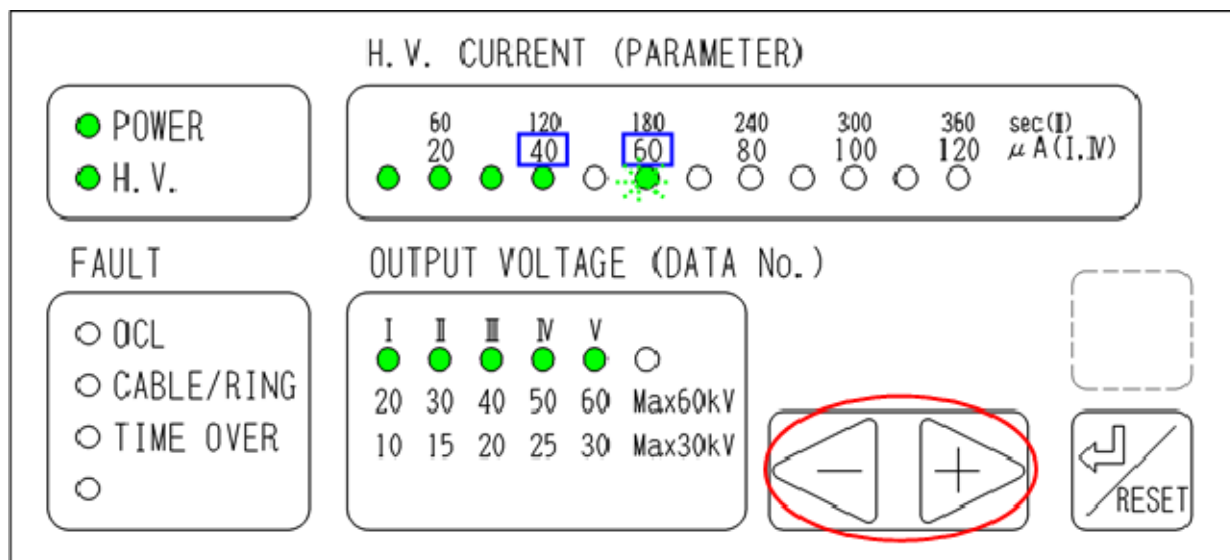 H.V. CURRENT (PARAMETER)
POWER
H.V.
60 120 180 240 300 360 sec(Ⅱ)
20 40 60 80 100 120 μA(Ⅰ.Ⅳ)
FAULT
OCL
CABLE/RING
TIME OVER
OUTPUT VOLTAGE (DATA No.)
Ⅰ Ⅱ Ⅲ Ⅳ Ⅴ
20 30 40 50 60 Max60kV
10 15 20 25 30 Max30kV
− +
RESET